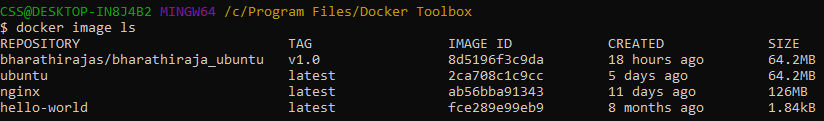 CSS@DESKTOP-IN8J4B2 MINGW64 /c/Program Files/Docker Toolbox
$ docker image ls
REPOSITORY TAG IMAGE ID CREATED SIZE
bharathirajas/bharathiraja_ubuntu v1.0 8d5196f3c9da 18 hours ago 64.2MB
ubuntu latest 2ca708c1c9cc 5 days ago 64.2MB
nginx latest ab56bba91343 11 days ago 126MB
hello-world latest fce289e99eb9 8 months ago 1.84kB